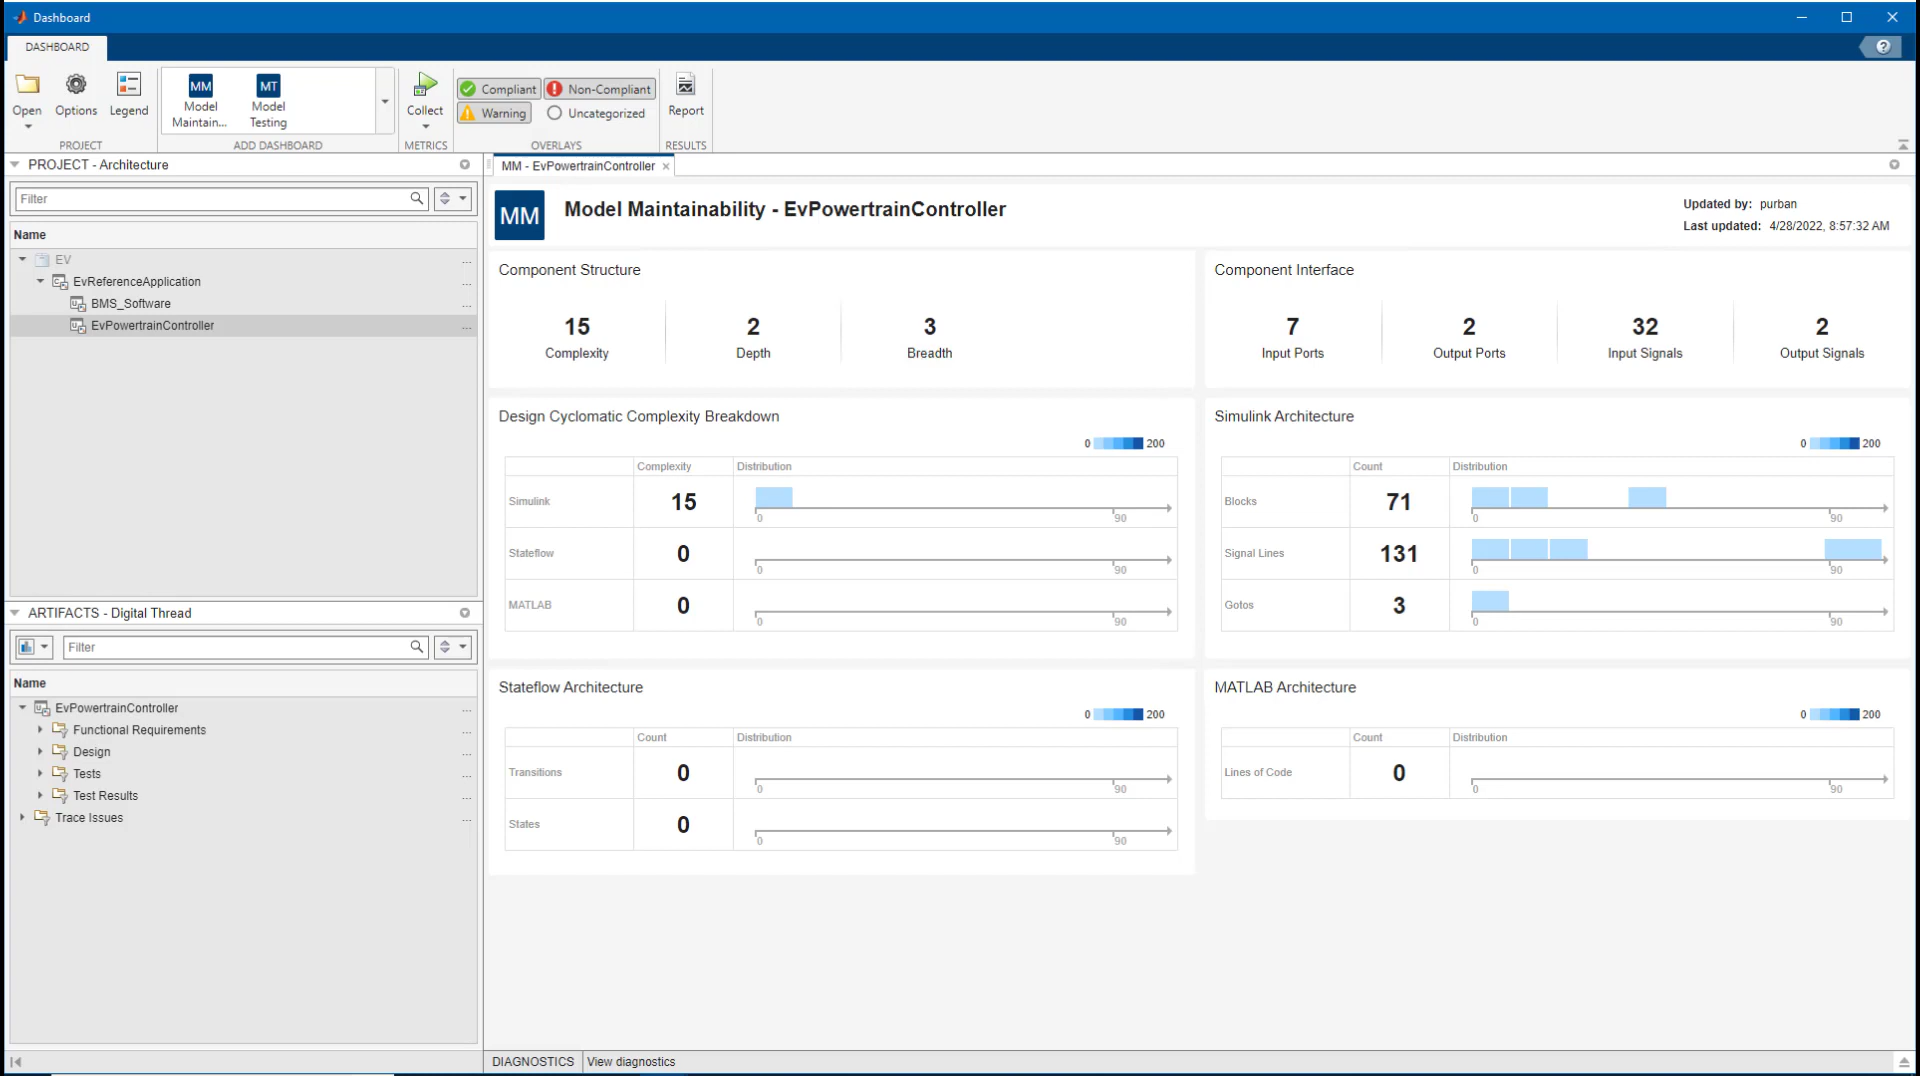 Dashboard
DASHBOARD
?
Open
Options
Legend
MM
Model
Maintain...
MT
Model
Testing
Collect
Compliant
Non-Compliant
Warning
Uncategorized
Report
PROJECT
ADD DASHBOARD
METRICS
OVERLAYS
RESULTS
PROJECT - Architecture
Filter
Name
EV
...
EvReferenceApplication
...
BMS_Software
...
EvPowertrainController
...
ARTIFACTS - Digital Thread
Filter
Name
EvPowertrainController
...
Functional Requirements
...
Design
...
Tests
...
Test Results
...
Trace Issues
...
MM - EvPowertrainController
MM
Model Maintainability - EvPowertrainController
Updated by: purban
Last updated: 4/28/2022, 8:57:32 AM
Component Structure
15
Complexity
2
Depth
3
Breadth
Component Interface
7
Input Ports
2
Output Ports
32
Input Signals
2
Output Signals
Design Cyclomatic Complexity Breakdown
0 200
Complexity Distribution
Simulink 15
0 90
Stateflow 0
0 90
MATLAB 0
0 90
Simulink Architecture
0 200
Count Distribution
Blocks 71
0 90
Signal Lines 131
0 90
Gotos 3
0 90
Stateflow Architecture
0 200
Count Distribution
Transitions 0
0 90
States 0
0 90
MATLAB Architecture
0 200
Count Distribution
Lines of Code 0
0 90
DIAGNOSTICS
View diagnostics